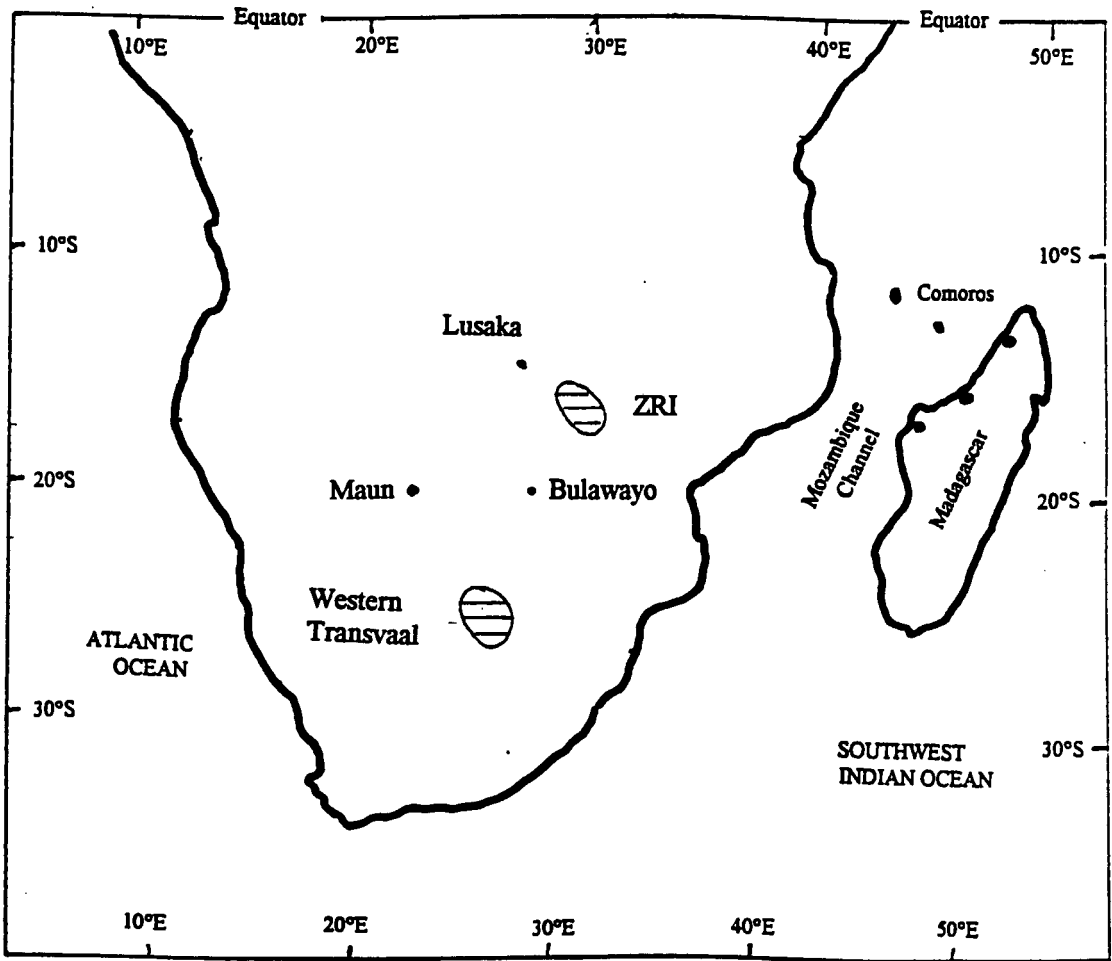 Equator
Equator
10°E
20°E
30°E
40°E
50°E
10°S
10°S
Comoros
Lusaka
ZRI
Mozambique
Channel
Madagascar
20°S
Maun
Bulawayo
20°S
Western
Transvaal
ATLANTIC
OCEAN
30°S
SOUTHWEST
INDIAN OCEAN
30°S
10°E
20°E
30°E
40°E
50°E